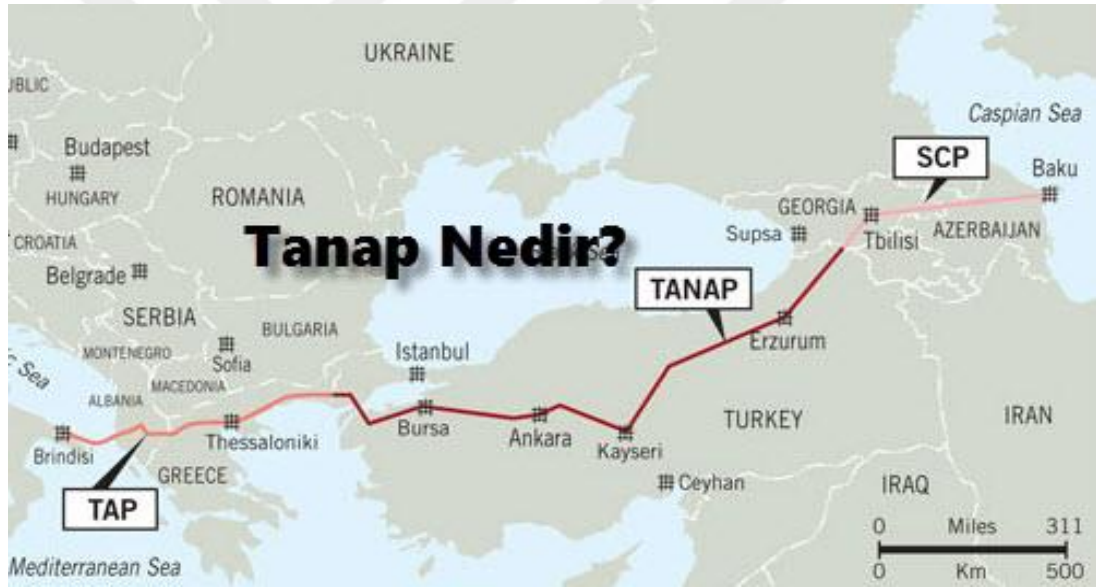 UKRAINE
UBLIC
Caspian Sea
Budapest
SCP
Baku
HUNGARY
ROMANIA
GEORGIA
Supsa
Tbilisi
AZERBAIJAN
CROATIA
Tanap Nedir?
Belgrade
TANAP
SERBIA
BULGARIA
Erzurum
MONTENEGRO
Sofia
Istanbul
Sea
MACEDONIA
ALBANIA
Bursa
Ankara
TURKEY
IRAN
Thessaloniki
Kayseri
Brindisi
GREECE
Ceyhan
IRAQ
TAP
0 Miles 311
Mediterranean Sea
0 Km 500